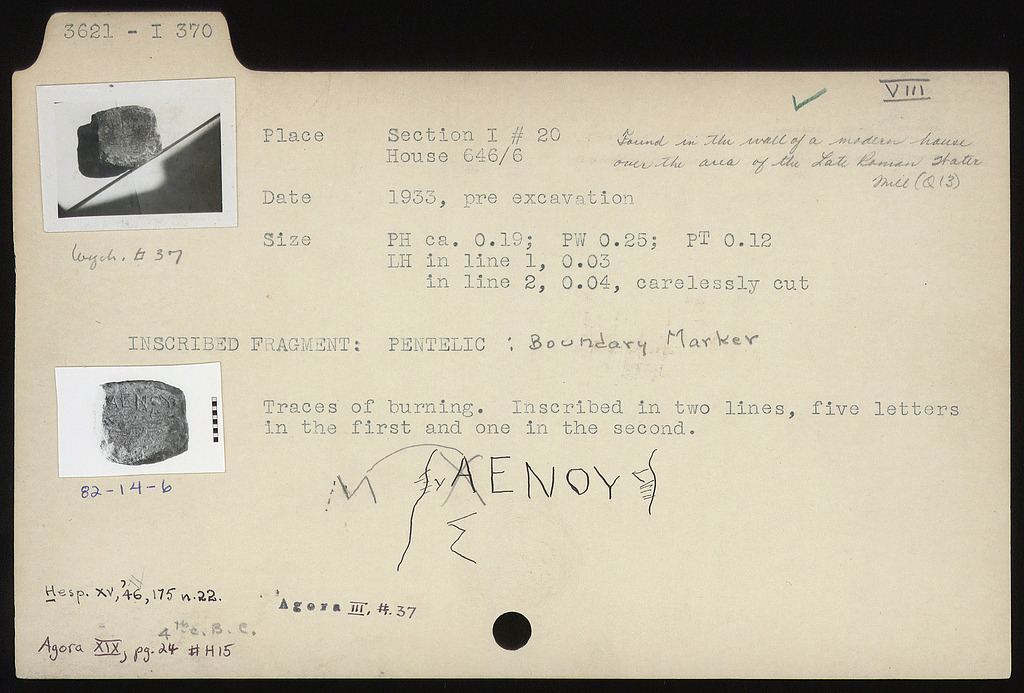 3621 - I 370
VIII
Place Section I # 20
House 646/6
Found in the wall of a modern house
over the area of the Late Roman Water
Mill (Q 13)
Date 1933, pre excavation
Size PH ca. 0.19; PW 0.25; PT 0.12
LH in line 1, 0.03
in line 2, 0.04, carelessly cut
Wych. # 37
INSCRIBED FRAGMENT: PENTELIC : Boundary Marker
ΑΕΝΟΥ
Traces of burning. Inscribed in two lines, five letters
in the first and one in the second.
82-14-6
ΑΕΝΟΥ
Σ
Hesp. XV, '46, 175 n. 22.
Agora III, #. 37
4th c. B. C.
Agora XIX, pg. 24 # H15